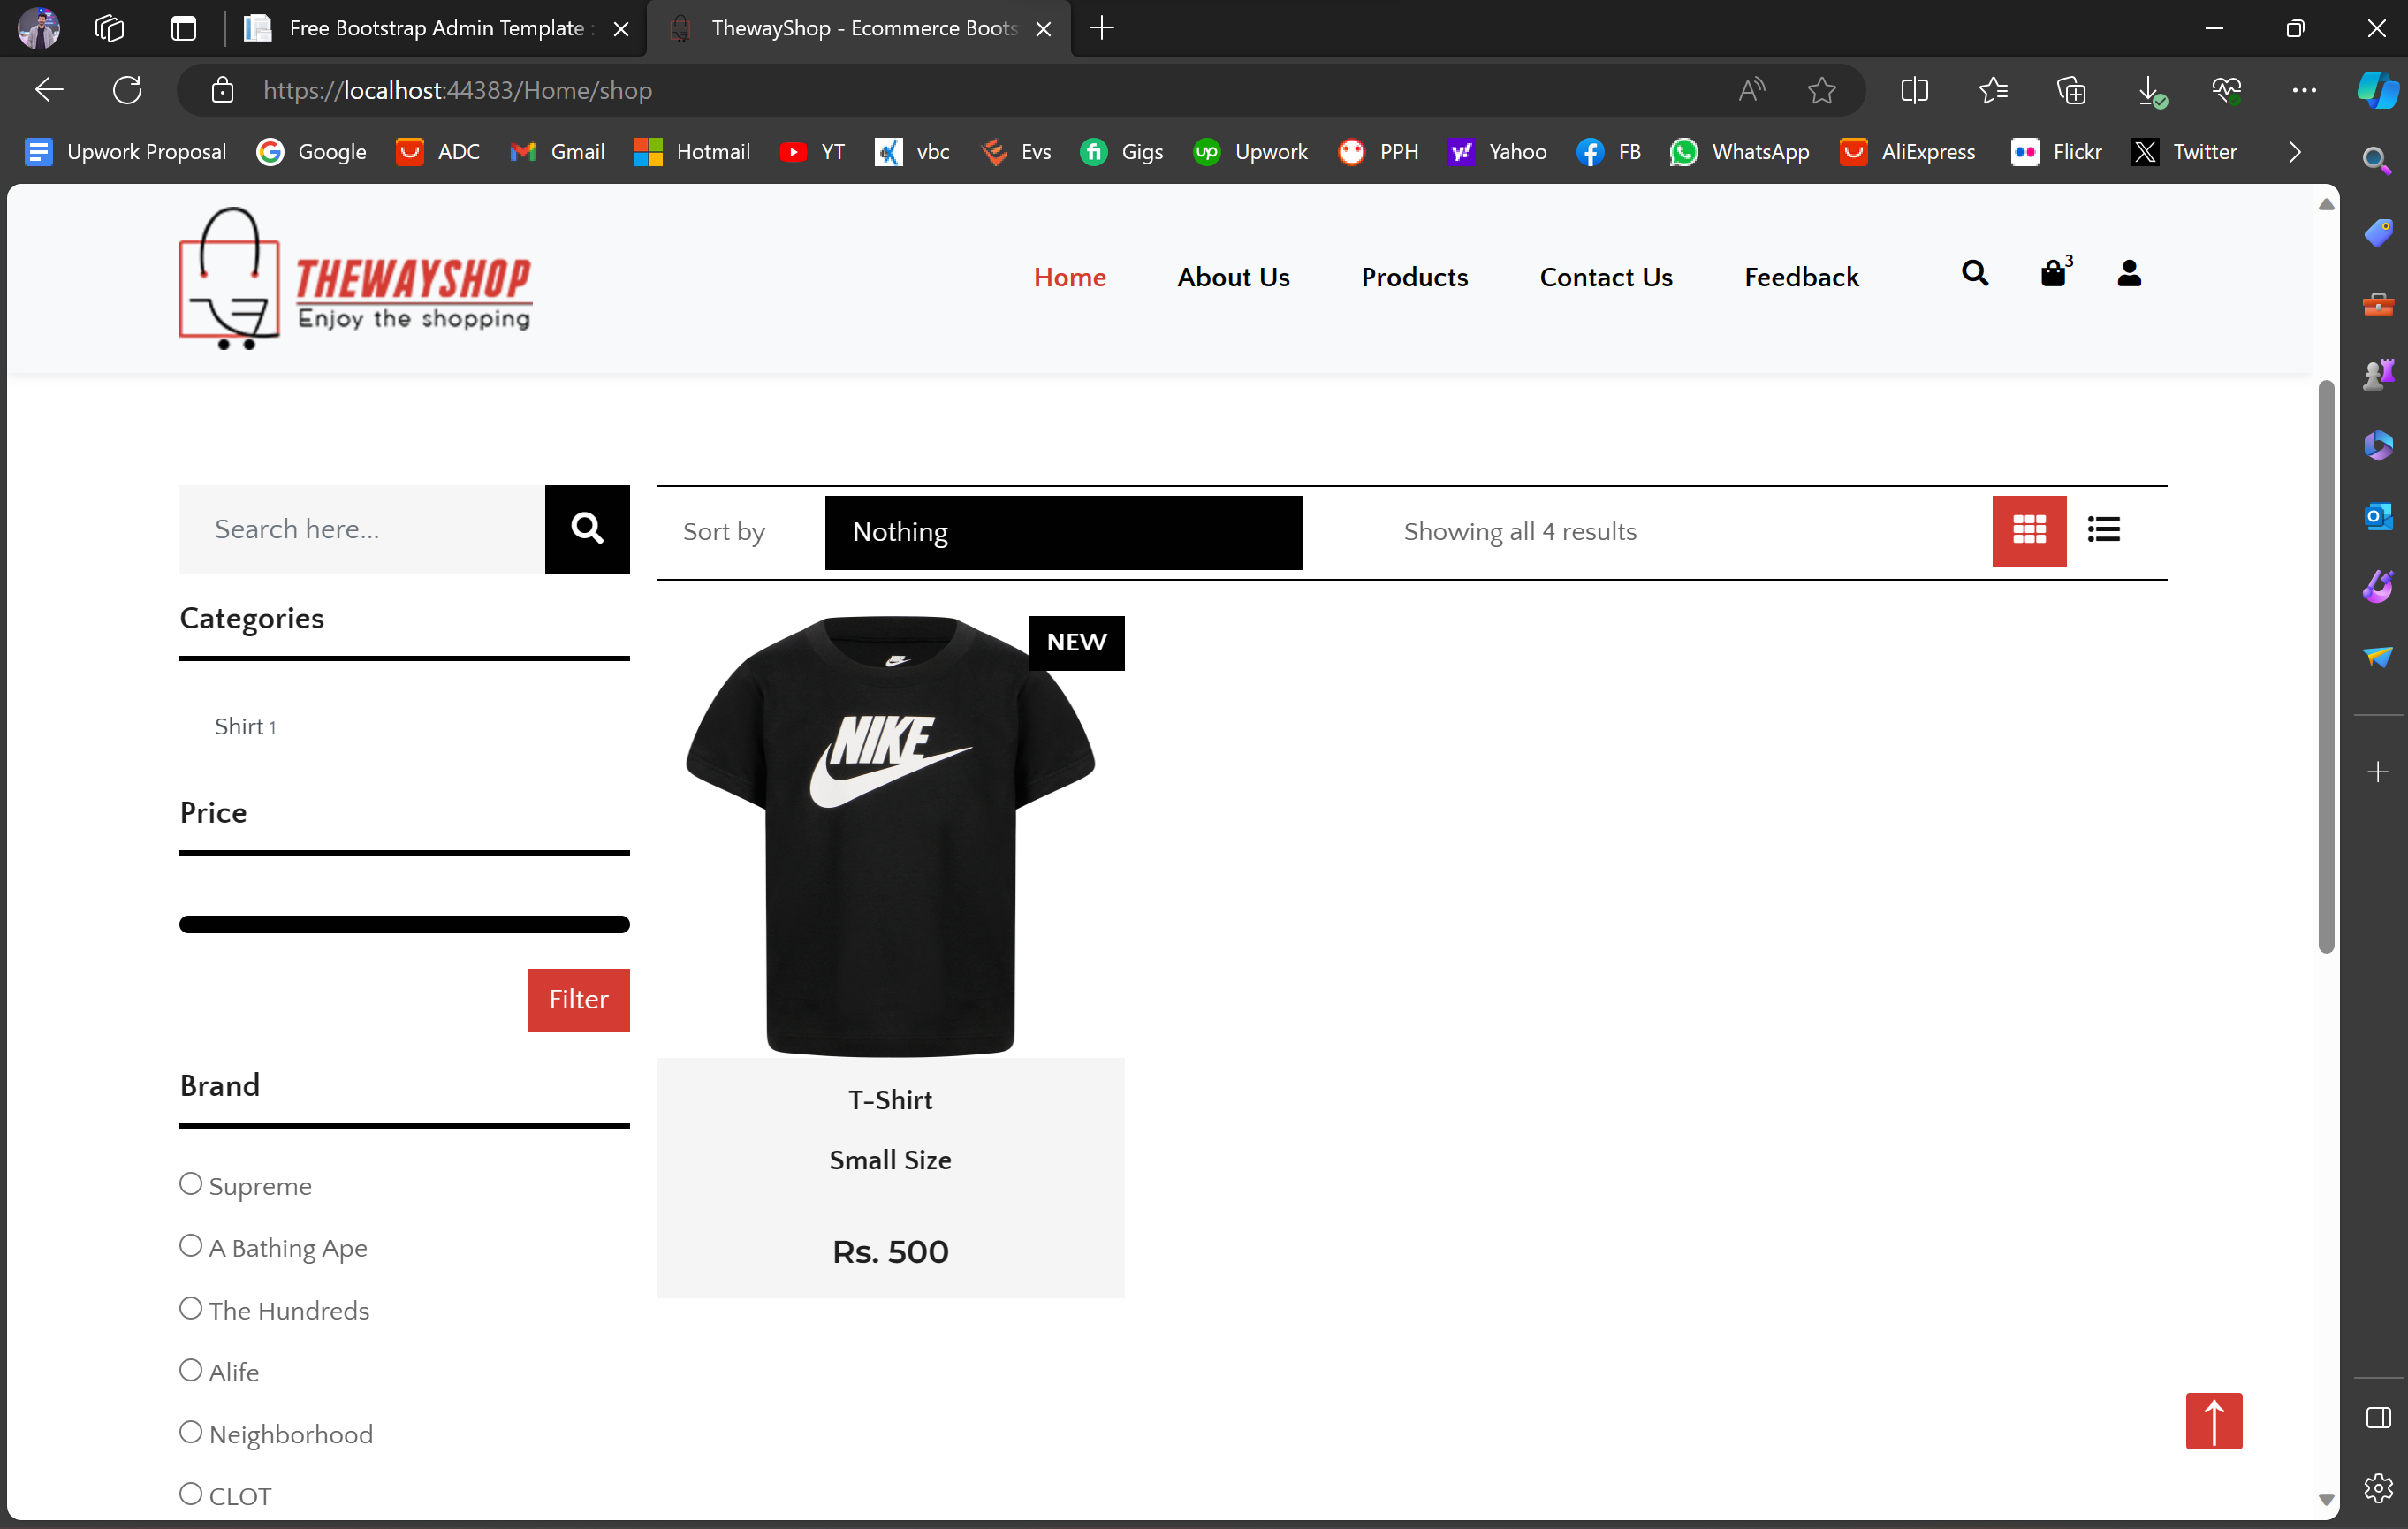 Free Bootstrap Admin Template :
ThewayShop - Ecommerce Boots
https://localhost:44383/Home/shop
Upwork Proposal
Google
ADC
Gmail
Hotmail
YT
vbc
Evs
Gigs
Upwork
PPH
Yahoo
FB
WhatsApp
AliExpress
Flickr
Twitter
THEWAYSHOP
Enjoy the shopping
Home
About Us
Products
Contact Us
Feedback
3
Search here...
Sort by
Nothing
Showing all 4 results
Categories
Shirt 1
Price
Filter
Brand
Supreme
A Bathing Ape
The Hundreds
Alife
Neighborhood
CLOT
NEW
NIKE
T-Shirt
Small Size
Rs. 500